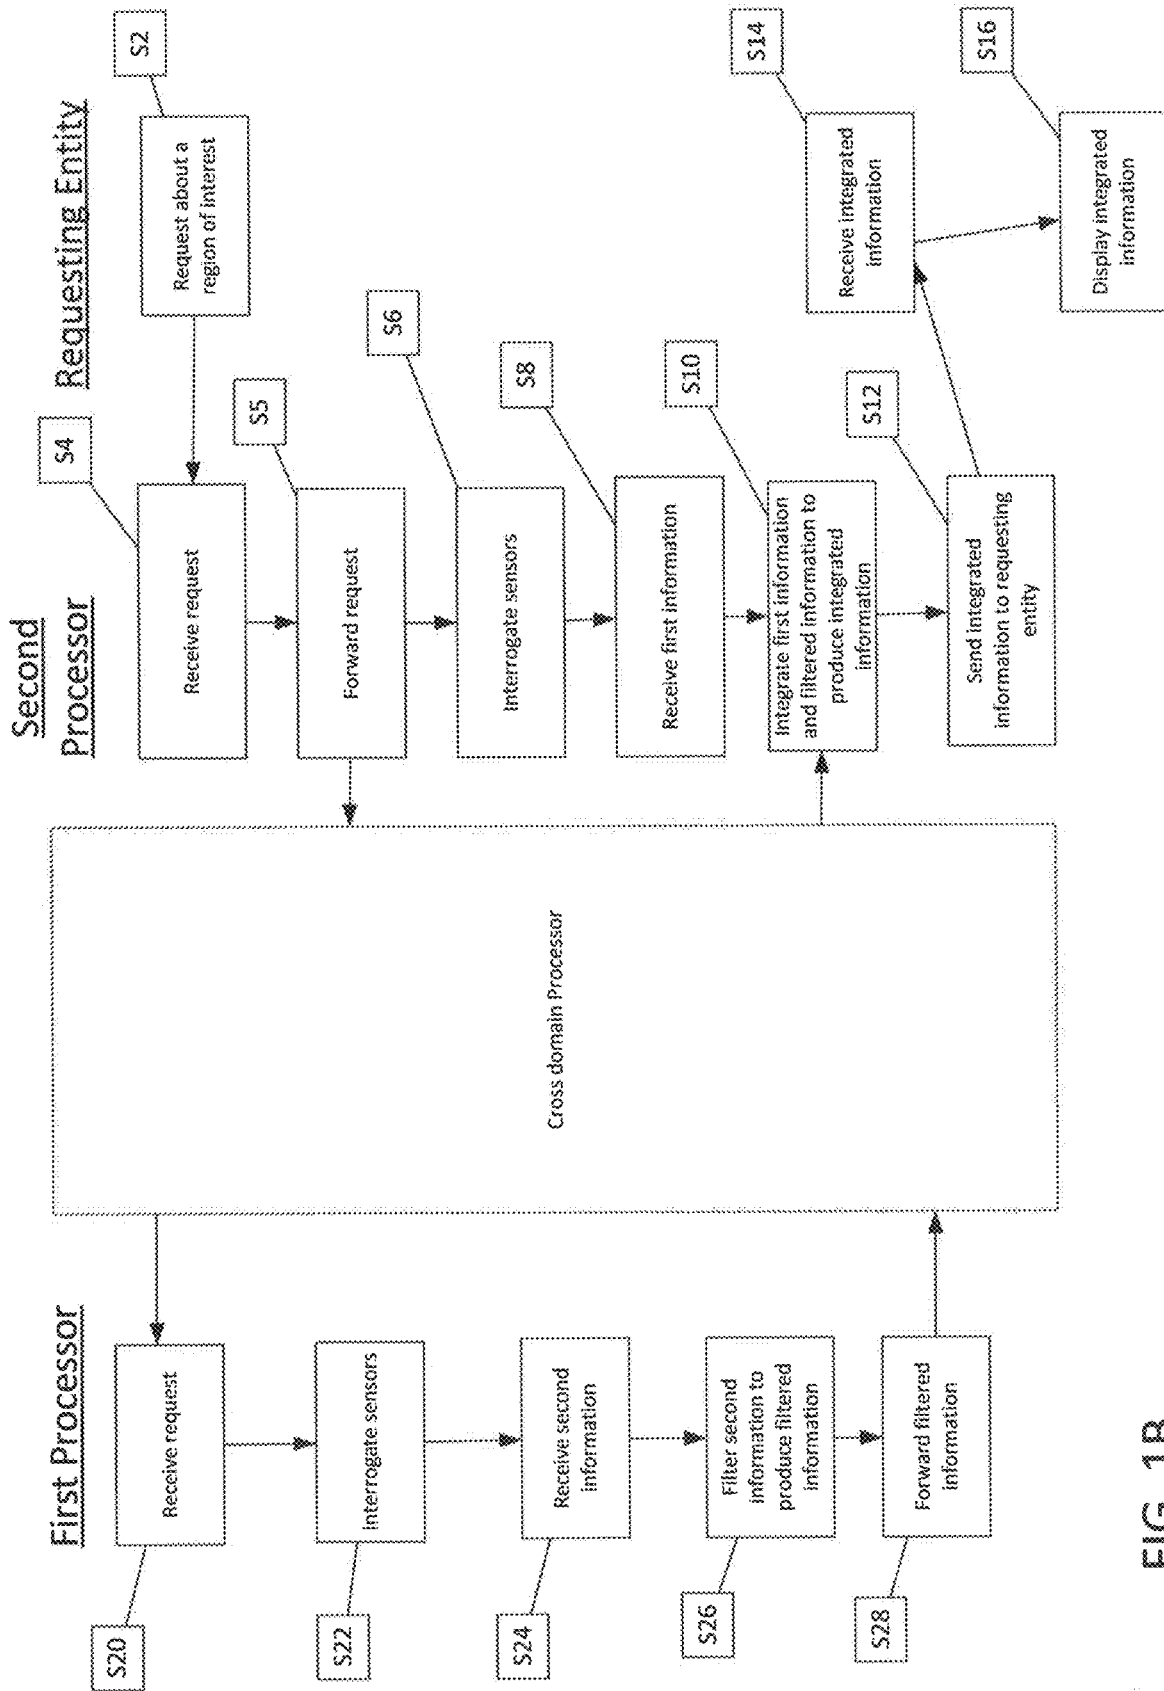 First Processor
Second
Processor
Requesting Entity
S20
Receive request
S22
Interrogate sensors
S24
Receive second
information
S26
Filter second
information to
produce filtered
information
S28
Forward filtered
information
Cross domain Processor
S4
Receive request
S5
Forward request
S6
Interrogate sensors
S8
Receive first information
S10
Integrate first information
and filtered information to
produce integrated
information
S12
Send integrated
information to requesting
entity
S2
Request about a
region of interest
S14
Receive integrated
information
S16
Display integrated
information
FIG. 1B